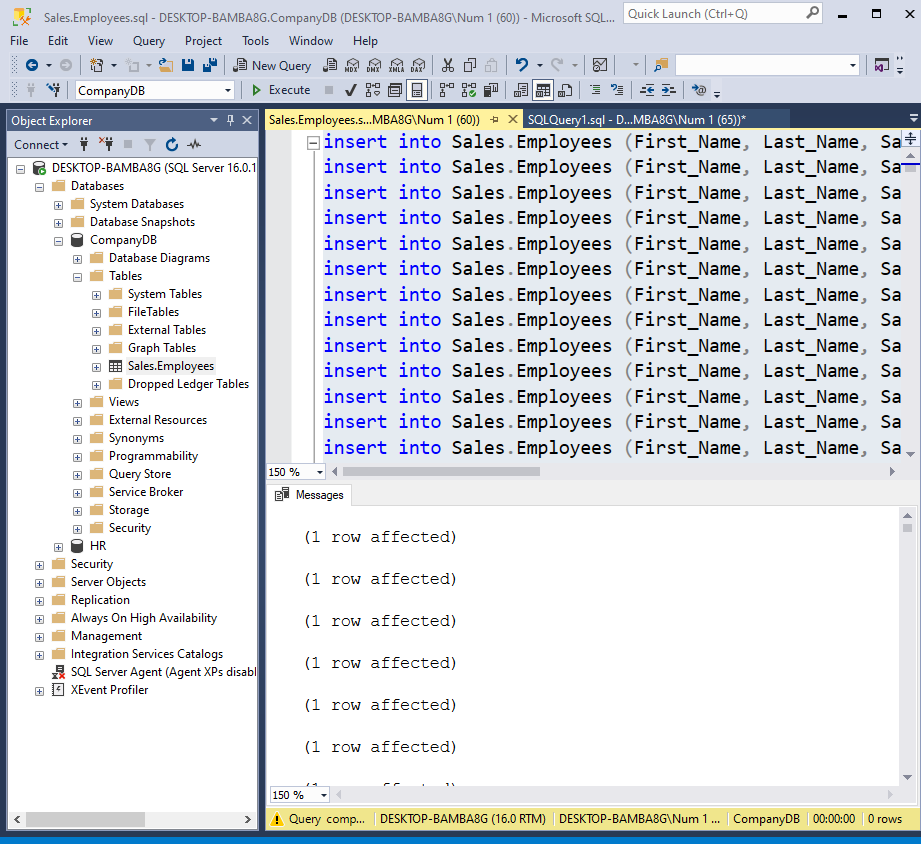 Sales.Employees.sql - DESKTOP-BAMBA8G.CompanyDB (DESKTOP-BAMBA8G\Num 1 (60)) - Microsoft SQL...
Quick Launch (Ctrl+Q)
File Edit View Query Project Tools Window Help
New Query MDX DMX XMLA DAX
CompanyDB Execute
Object Explorer
Sales.Employees.s...MBA8G\Num 1 (60)) SQLQuery1.sql - D...MBA8G\Num 1 (65))*
Connect
DESKTOP-BAMBA8G (SQL Server 16.0.1
Databases
System Databases
Database Snapshots
CompanyDB
Database Diagrams
Tables
System Tables
FileTables
External Tables
Graph Tables
Sales.Employees
Dropped Ledger Tables
Views
External Resources
Synonyms
Programmability
Query Store
Service Broker
Storage
Security
HR
Security
Server Objects
Replication
Always On High Availability
Management
Integration Services Catalogs
SQL Server Agent (Agent XPs disabl
XEvent Profiler
insert into Sales.Employees (First_Name, Last_Name, Sa
insert into Sales.Employees (First_Name, Last_Name, Sa
insert into Sales.Employees (First_Name, Last_Name, Sa
insert into Sales.Employees (First_Name, Last_Name, Sa
insert into Sales.Employees (First_Name, Last_Name, Sa
insert into Sales.Employees (First_Name, Last_Name, Sa
insert into Sales.Employees (First_Name, Last_Name, Sa
insert into Sales.Employees (First_Name, Last_Name, Sa
insert into Sales.Employees (First_Name, Last_Name, Sa
insert into Sales.Employees (First_Name, Last_Name, Sa
insert into Sales.Employees (First_Name, Last_Name, Sa
insert into Sales.Employees (First_Name, Last_Name, Sa
insert into Sales.Employees (First_Name, Last_Name, Sa
150 %
Messages
(1 row affected)
(1 row affected)
(1 row affected)
(1 row affected)
(1 row affected)
(1 row affected)
150 %
Query comp... DESKTOP-BAMBA8G (16.0 RTM) DESKTOP-BAMBA8G\Num 1 ... CompanyDB 00:00:00 0 rows